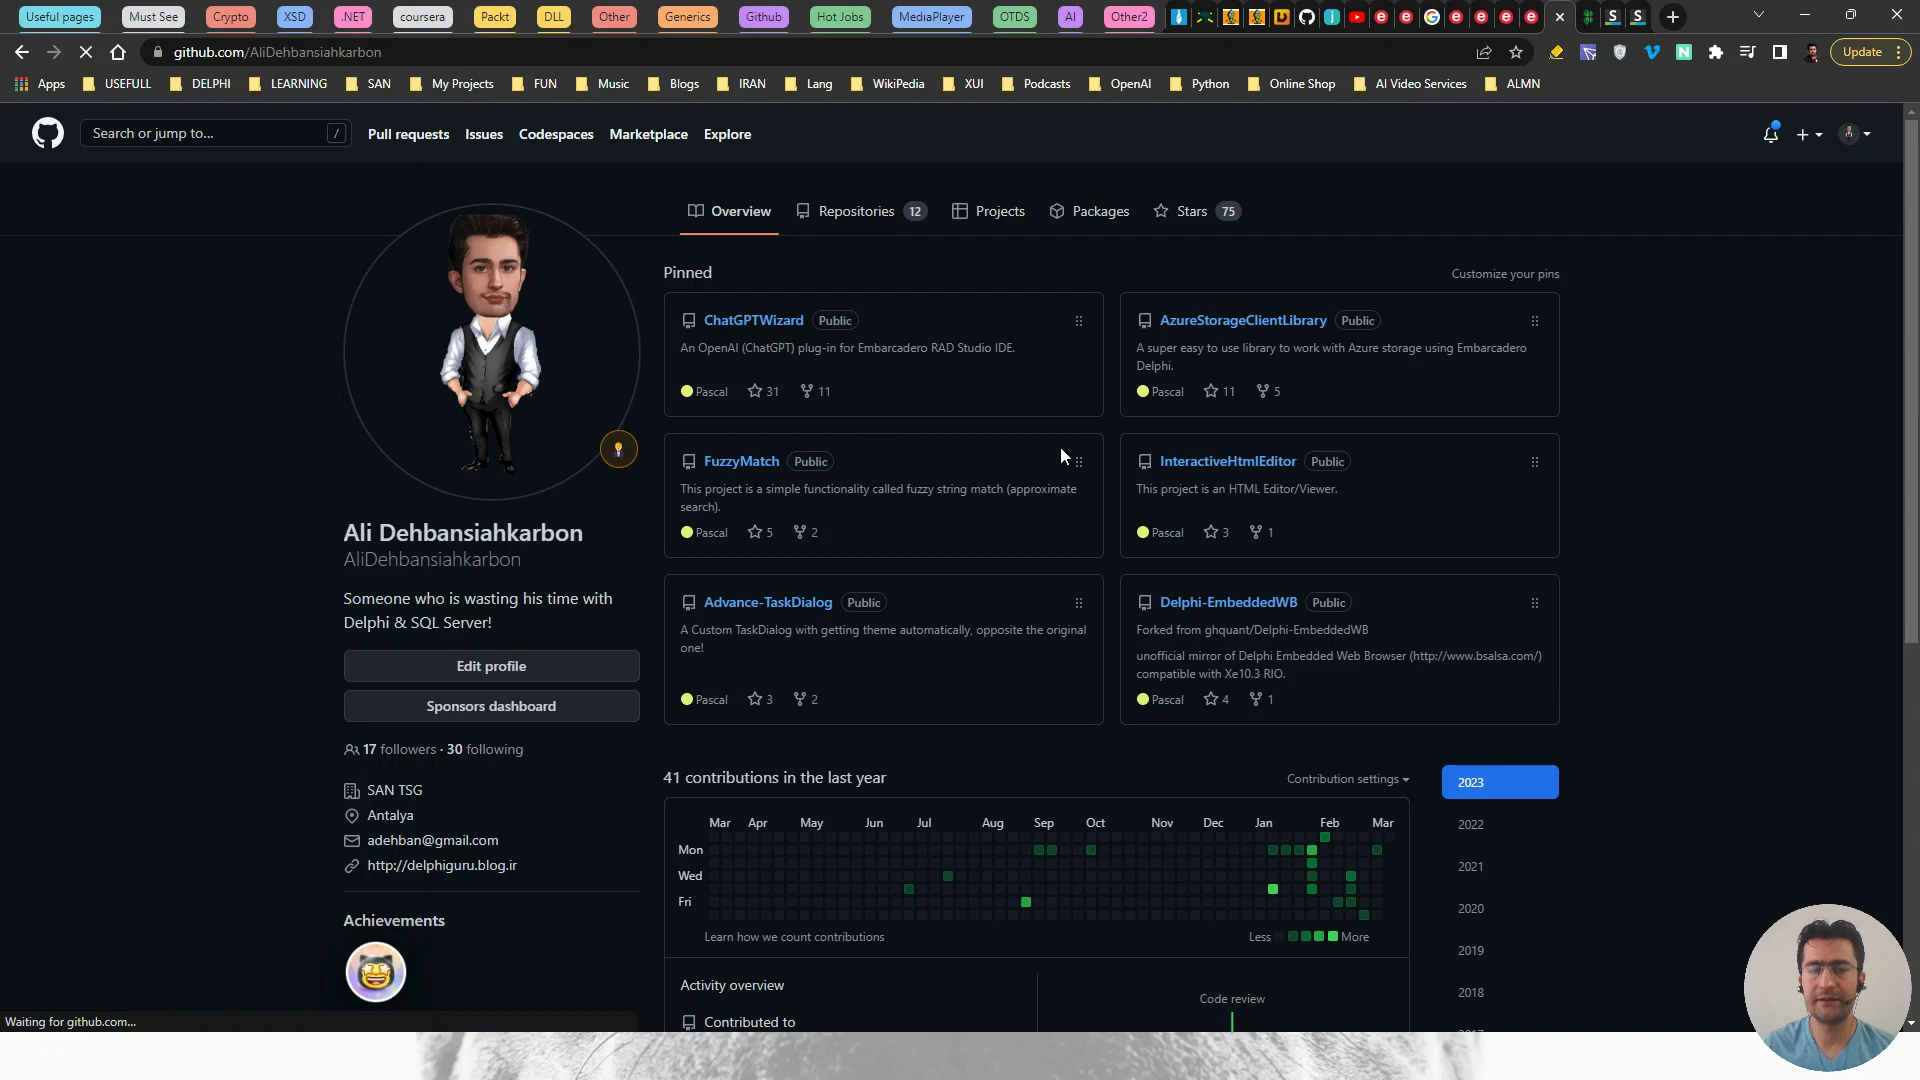 Useful pages
Must See
Crypto
XSD
.NET
coursera
Packt
DLL
Other
Generics
Github
Hot Jobs
MediaPlayer
OTDS
AI
Other2
github.com/AliDehbansiahkarbon
Update
Apps
USEFULL
DELPHI
LEARNING
SAN
My Projects
FUN
Music
Blogs
IRAN
Lang
WikiPedia
XUI
Podcasts
OpenAI
Python
Online Shop
AI Video Services
ALMN
Search or jump to... /
Pull requests
Issues
Codespaces
Marketplace
Explore
Overview
Repositories 12
Projects
Packages
Stars 75
Pinned
Customize your pins
ChatGPTWizard Public
An OpenAI (ChatGPT) plug-in for Embarcadero RAD Studio IDE.
Pascal 31 11
AzureStorageClientLibrary Public
A super easy to use library to work with Azure storage using Embarcadero
Delphi.
Pascal 11 5
FuzzyMatch Public
This project is a simple functionality called fuzzy string match (approximate
search).
Pascal 5 2
InteractiveHtmlEditor Public
This project is an HTML Editor/Viewer.
Pascal 3 1
Advance-TaskDialog Public
A Custom TaskDialog with getting theme automatically, opposite the original
one!
Pascal 3 2
Delphi-EmbeddedWB Public
Forked from ghquant/Delphi-EmbeddedWB
unofficial mirror of Delphi Embedded Web Browser (http://www.bsalsa.com/)
compatible with Xe10.3 RIO.
Pascal 4 1
Ali Dehbansiahkarbon
AliDehbansiahkarbon
Someone who is wasting his time with
Delphi & SQL Server!
Edit profile
Sponsors dashboard
17 followers · 30 following
SAN TSG
Antalya
adehban@gmail.com
http://delphiguru.blog.ir
Achievements
41 contributions in the last year
Contribution settings
Mar Apr May Jun Jul Aug Sep Oct Nov Dec Jan Feb Mar
Mon
Wed
Fri
Learn how we count contributions
Less
More
2023
2022
2021
2020
2019
2018
Activity overview
Contributed to
Code review
Waiting for github.com...